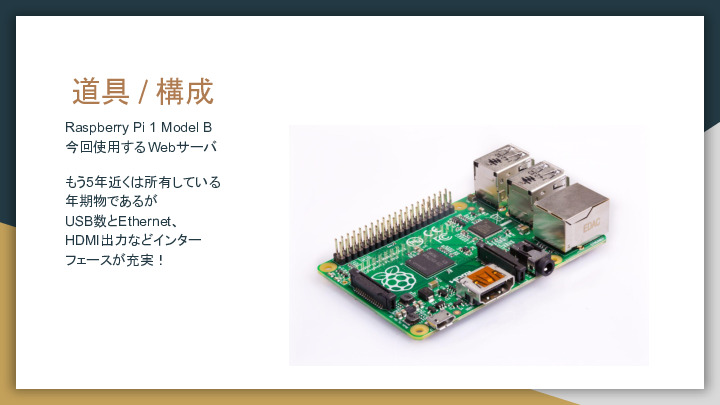 道具 / 構成
Raspberry Pi 1 Model B
今回使用するWebサーバ
もう5年近くは所有している
年期物であるが
USB数とEthernet、
HDMI出力などインター
フェースが充実！
EDAC